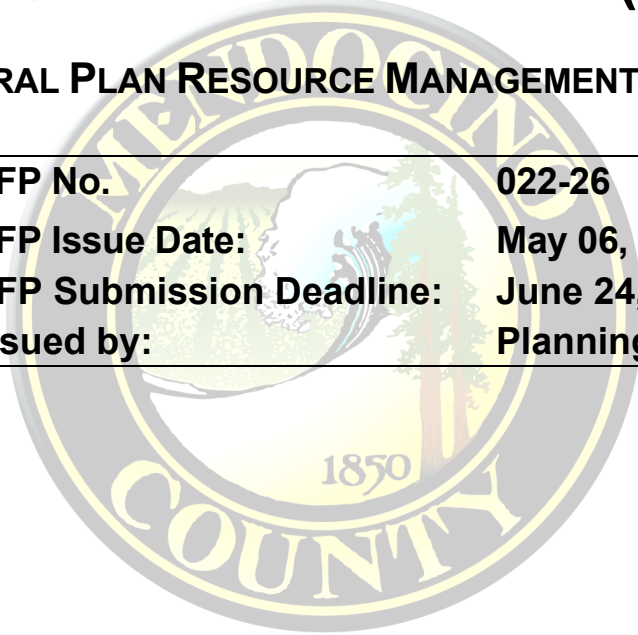 RAL PLAN RESOURCE MANAGEMENT
MENDOCINO
FP No. 022-26
FP Issue Date: May 06,
FP Submission Deadline: June 24,
sued by: Planning
1850
COUNTY